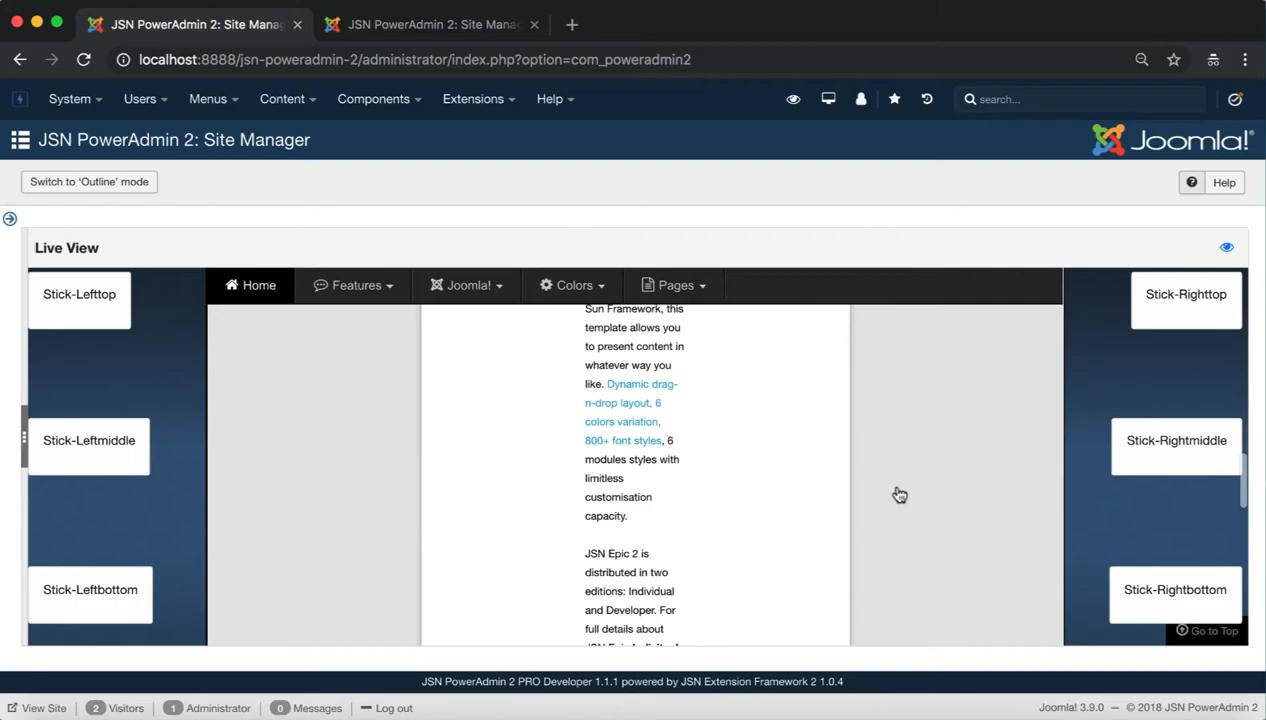 JSN PowerAdmin 2: Site Manag
JSN PowerAdmin 2: Site Manag
localhost:8888/jsn-poweradmin-2/administrator/index.php?option=com_poweradmin2
System Users Menus Content Components Extensions Help search...
JSN PowerAdmin 2: Site Manager
Joomla!®
Switch to ‘Outline’ mode
Help
Live View
Home Features Joomla! Colors Pages
Stick-Lefttop
Stick-Righttop
Stick-Leftmiddle
Stick-Rightmiddle
Stick-Leftbottom
Stick-Rightbottom
Sun Framework, this
template allows you
to present content in
whatever way you
like. Dynamic drag-
n-drop layout, 6
colors variation,
800+ font styles, 6
modules styles with
limitless
customisation
capacity.
JSN Epic 2 is
distributed in two
editions: Individual
and Developer. For
full details about
Go to Top
JSN PowerAdmin 2 PRO Developer 1.1.1 powered by JSN Extension Framework 2 1.0.4
View Site 2 Visitors 1 Administrator 0 Messages Log out
Joomla! 3.9.0 — © 2018 JSN PowerAdmin 2